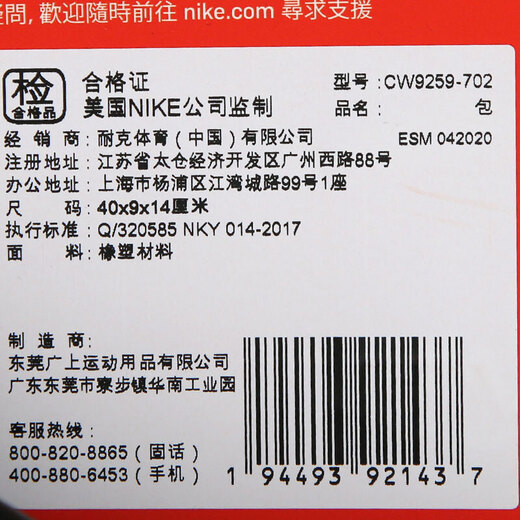 疑問, 歡迎隨時前往 nike.com 尋求支援
检
合格品
合格证
美国NIKE公司监制
型号: CW9259-702
品名: 包
经销商: 耐克体育（中国）有限公司
ESM 042020
注册地址: 江苏省太仓经济开发区广州西路88号
办公地址: 上海市杨浦区江湾城路99号1座
尺码: 40x9x14厘米
执行标准: Q/320585 NKY 014-2017
面料: 橡塑材料
制造商:
东莞广上运动用品有限公司
广东东莞市寮步镇华南工业园
客服热线:
800-820-8865（固话）
400-880-6453（手机）
1 94493 92143 7